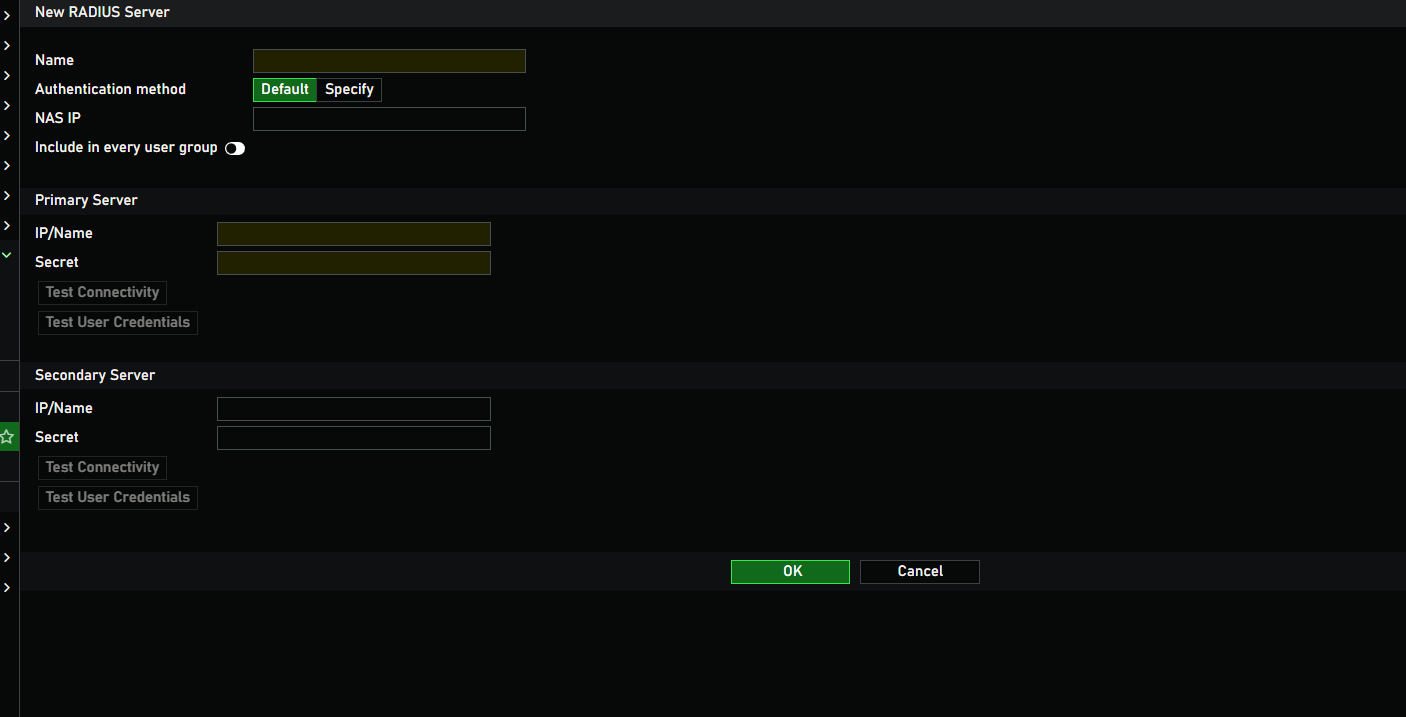 New RADIUS Server
Name
Authentication method Default Specify
NAS IP
Include in every user group
Primary Server
IP/Name
Secret
Test Connectivity
Test User Credentials
Secondary Server
IP/Name
Secret
Test Connectivity
Test User Credentials
OK Cancel